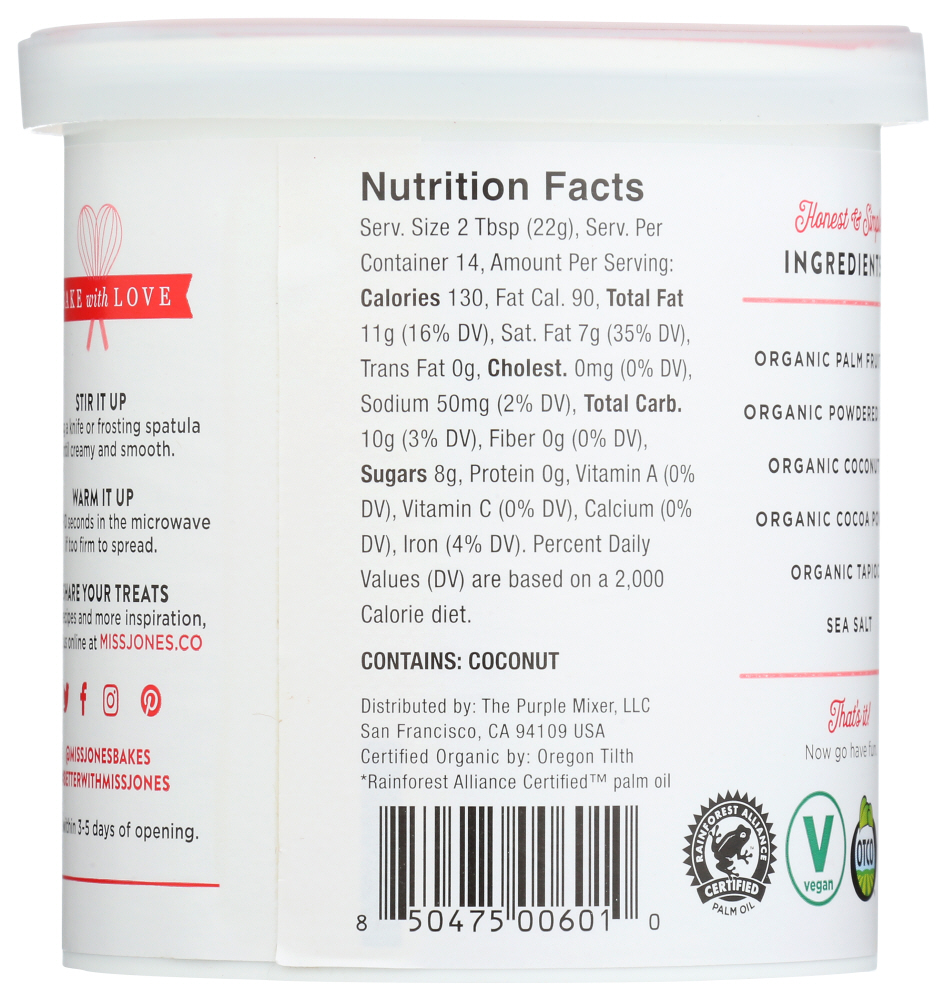 AKE with LOVE
STIR IT UP
knife or frosting spatula
creamy and smooth.
WARM IT UP
seconds in the microwave
too firm to spread.
HARE YOUR TREATS
pes and more inspiration,
online at MISSJONES.CO
@MISSJONESBAKES
ETTERWITHMISSJONES
within 3-5 days of opening.
Nutrition Facts
Serv. Size 2 Tbsp (22g), Serv. Per
Container 14, Amount Per Serving:
Calories 130, Fat Cal. 90, Total Fat
11g (16% DV), Sat. Fat 7g (35% DV),
Trans Fat 0g, Cholest. 0mg (0% DV),
Sodium 50mg (2% DV), Total Carb.
10g (3% DV), Fiber 0g (0% DV),
Sugars 8g, Protein 0g, Vitamin A (0%
DV), Vitamin C (0% DV), Calcium (0%
DV), Iron (4% DV). Percent Daily
Values (DV) are based on a 2,000
Calorie diet.
CONTAINS: COCONUT
Distributed by: The Purple Mixer, LLC
San Francisco, CA 94109 USA
Certified Organic by: Oregon Tilth
*Rainforest Alliance Certified™ palm oil
8 50475 00601 0
RAINFOREST ALLIANCE
CERTIFIED
PALM OIL
V
vegan
OTCO
Honest & Simp
INGREDIENTS
ORGANIC PALM FRU
ORGANIC POWDERED
ORGANIC COCONUT
ORGANIC COCOA PO
ORGANIC TAPIOC
SEA SALT
That's it!
Now go have fun